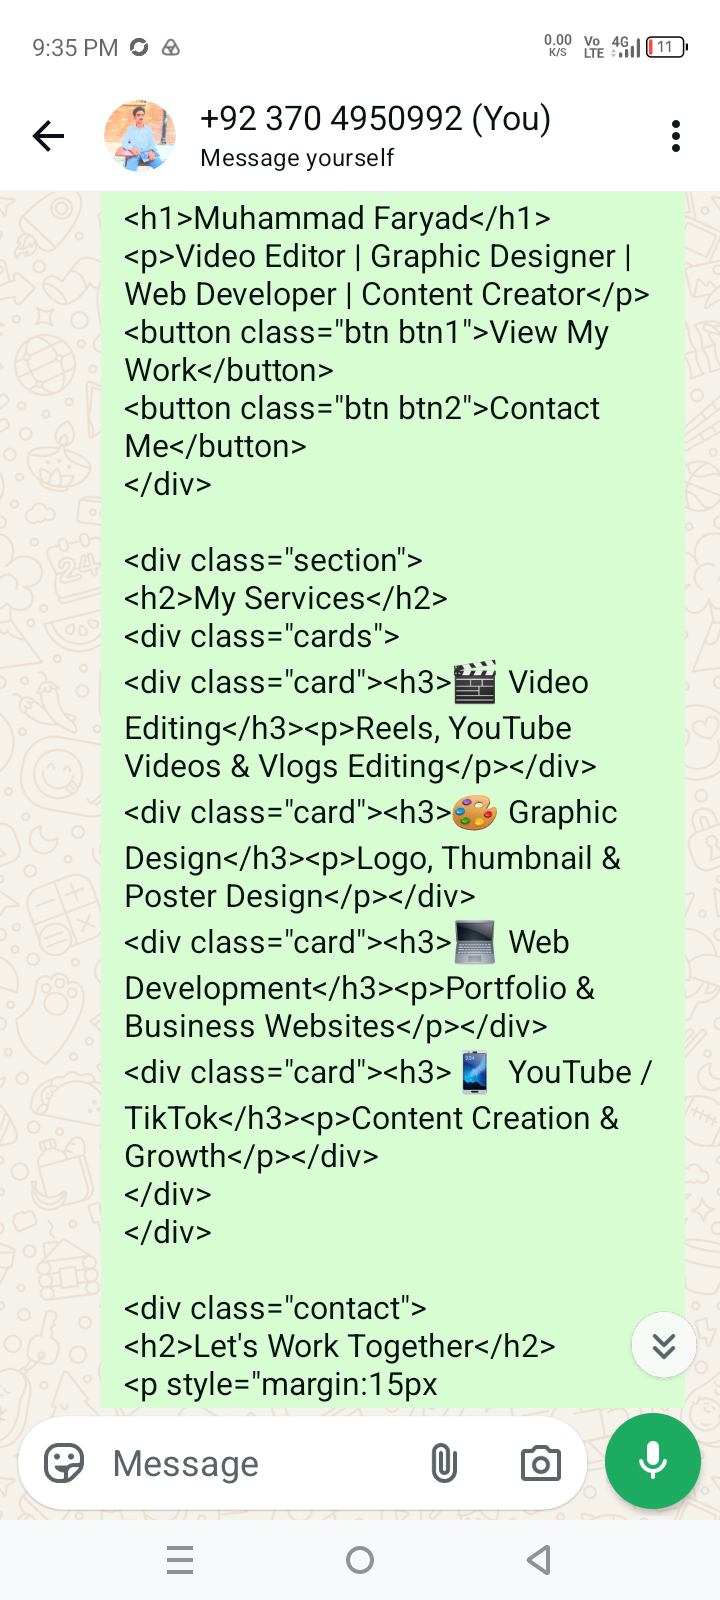 9:35 PM 0.00 K/S Vo LTE 4G 11
+92 370 4950992 (You)
Message yourself
<h1>Muhammad Faryad</h1>
<p>Video Editor | Graphic Designer |
Web Developer | Content Creator</p>
<button class="btn btn1">View My
Work</button>
<button class="btn btn2">Contact
Me</button>
</div>
<div class="section">
<h2>My Services</h2>
<div class="cards">
<div class="card"><h3>🎬 Video
Editing</h3><p>Reels, YouTube
Videos & Vlogs Editing</p></div>
<div class="card"><h3>🎨 Graphic
Design</h3><p>Logo, Thumbnail &
Poster Design</p></div>
<div class="card"><h3>💻 Web
Development</h3><p>Portfolio &
Business Websites</p></div>
<div class="card"><h3>📱 YouTube /
TikTok</h3><p>Content Creation &
Growth</p></div>
</div>
</div>
<div class="contact">
<h2>Let's Work Together</h2>
<p style="margin:15px
Message